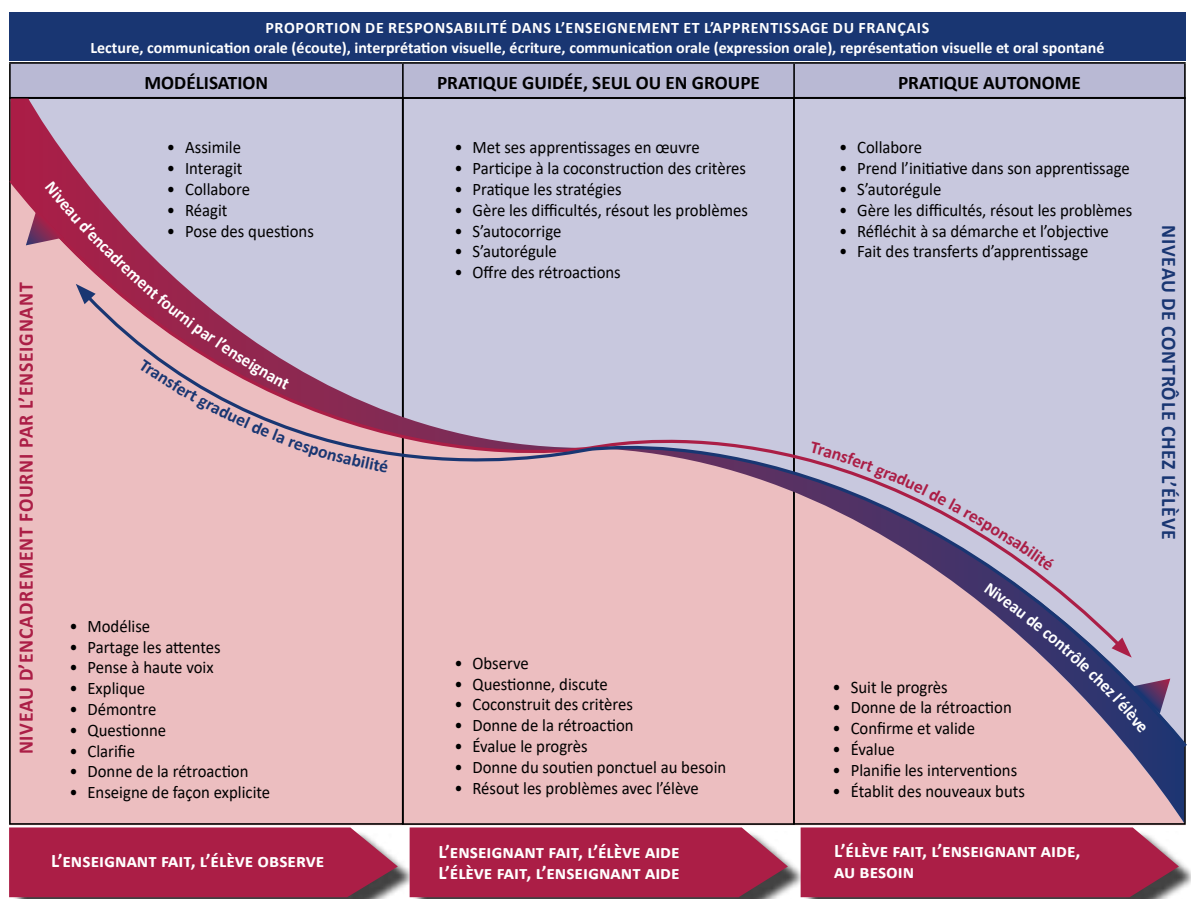 PROPORTION DE RESPONSABILITÉ DANS L'ENSEIGNEMENT ET L'APPRENTISSAGE DU FRANÇAIS
Lecture, communication orale (écoute), interprétation visuelle, écriture, communication orale (expression orale), représentation visuelle et oral spontané
MODÉLISATION
PRATIQUE GUIDÉE, SEUL OU EN GROUPE
PRATIQUE AUTONOME
• Assimile
• Interagit
• Collabore
• Réagit
• Pose des questions
• Met ses apprentissages en œuvre
• Participe à la coconstruction des critères
• Pratique les stratégies
• Gère les difficultés, résout les problèmes
• S'autocorrige
• S'autorégule
• Offre des rétroactions
• Collabore
• Prend l'initiative dans son apprentissage
• S'autorégule
• Gère les difficultés, résout les problèmes
• Réfléchit à sa démarche et l'objective
• Fait des transferts d'apprentissage
NIVEAU D'ENCADREMENT FOURNI PAR L'ENSEIGNANT
Niveau d'encadrement fourni par l'enseignant
Transfert graduel de la responsabilité
Transfert graduel de la responsabilité
Niveau de contrôle chez l'élève
NIVEAU DE CONTRÔLE CHEZ L'ÉLÈVE
• Modélise
• Partage les attentes
• Pense à haute voix
• Explique
• Démontre
• Questionne
• Clarifie
• Donne de la rétroaction
• Enseigne de façon explicite
• Observe
• Questionne, discute
• Coconstruit des critères
• Donne de la rétroaction
• Évalue le progrès
• Donne du soutien ponctuel au besoin
• Résout les problèmes avec l'élève
• Suit le progrès
• Donne de la rétroaction
• Confirme et valide
• Évalue
• Planifie les interventions
• Établit des nouveaux buts
L'ENSEIGNANT FAIT, L'ÉLÈVE OBSERVE
L'ENSEIGNANT FAIT, L'ÉLÈVE AIDE
L'ÉLÈVE FAIT, L'ENSEIGNANT AIDE
L'ÉLÈVE FAIT, L'ENSEIGNANT AIDE,
AU BESOIN